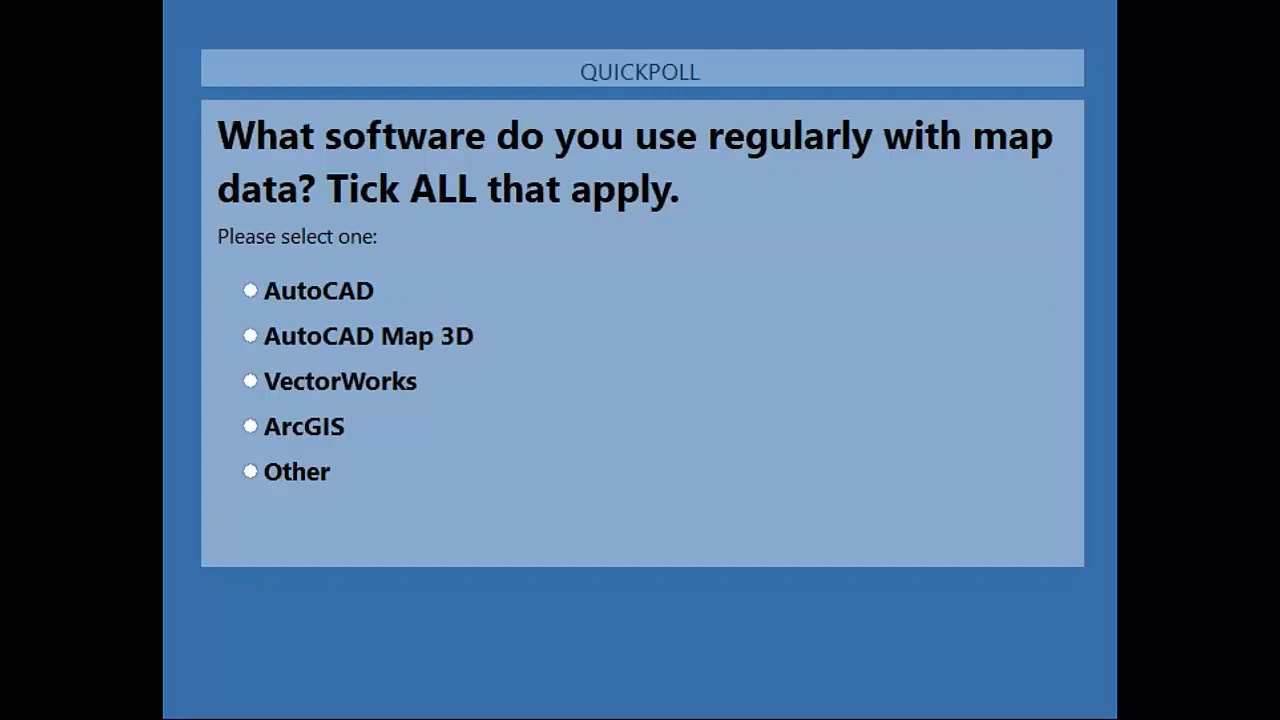 QUICKPOLL
What software do you use regularly with map
data? Tick ALL that apply.
Please select one:
AutoCAD
AutoCAD Map 3D
VectorWorks
ArcGIS
Other